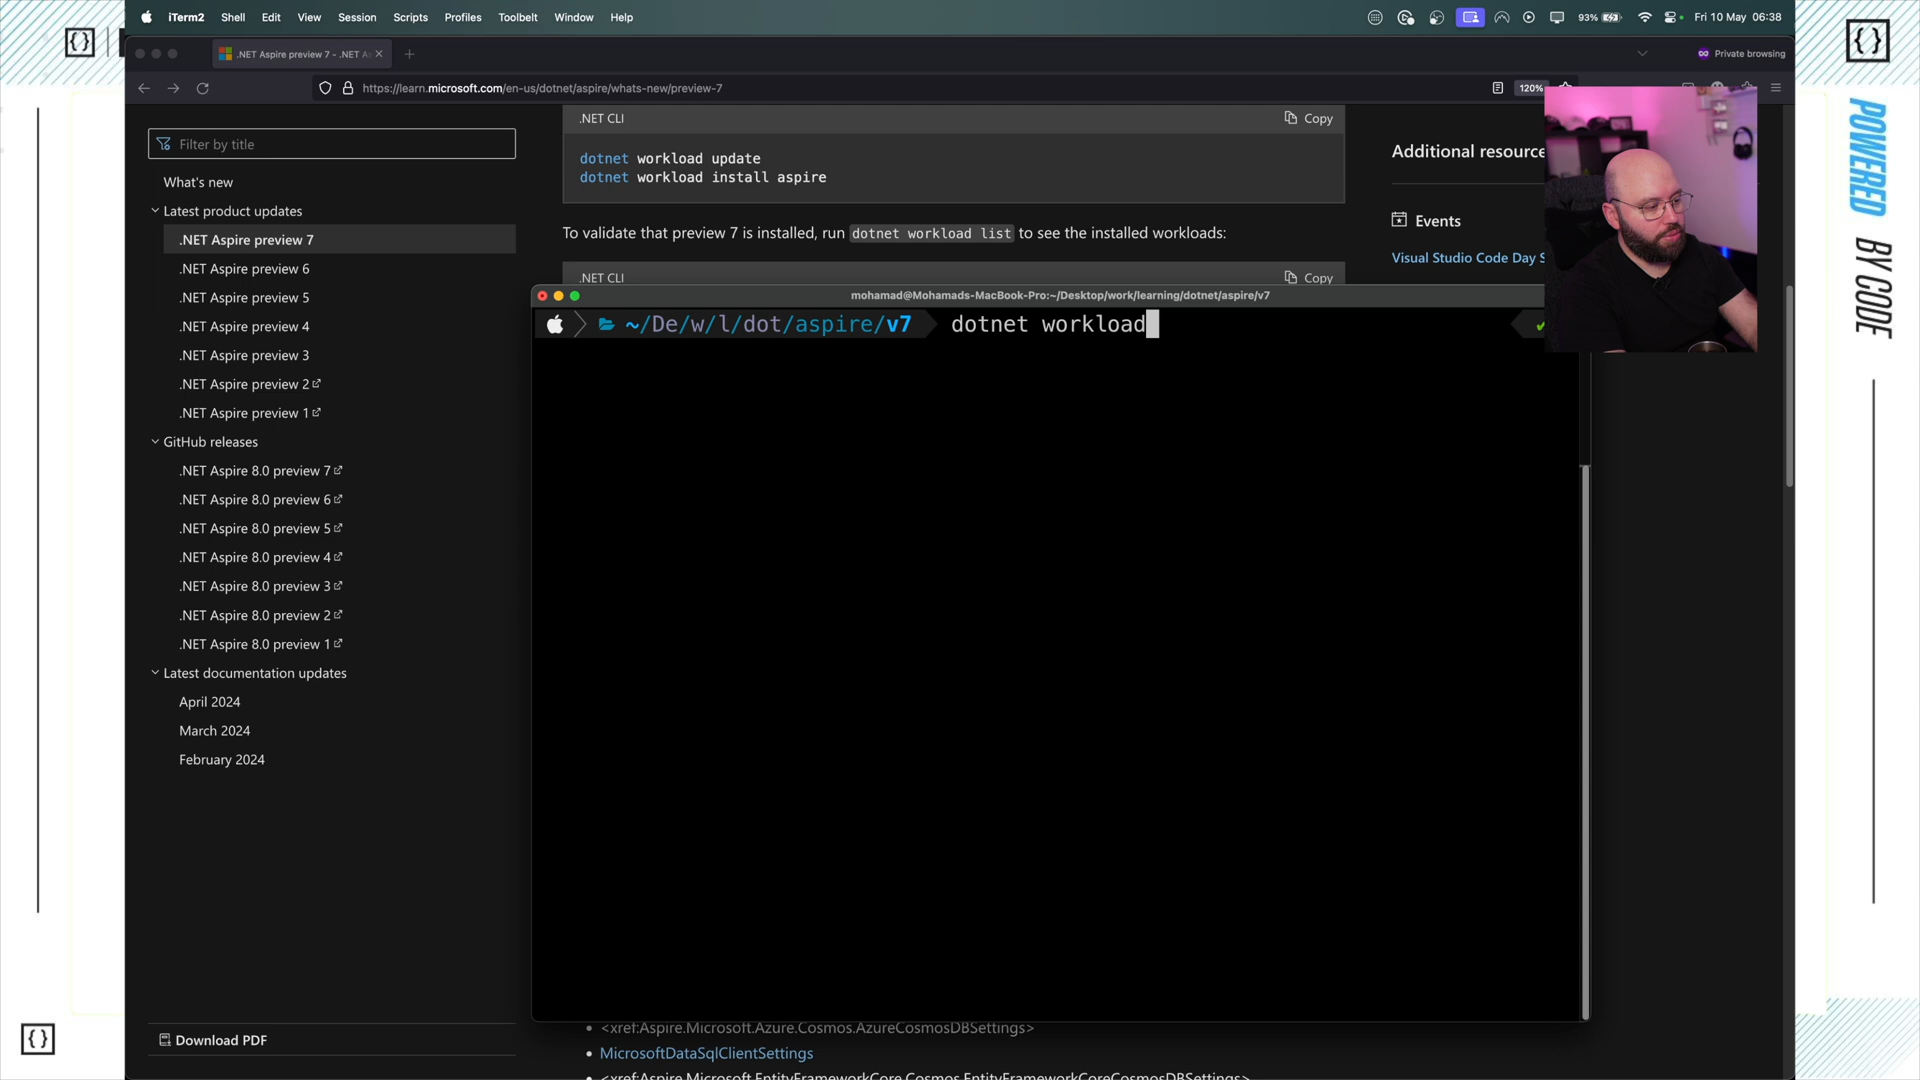 iTerm2 Shell Edit View Session Scripts Profiles Toolbelt Window Help
93% Fri 10 May 06:38
.NET Aspire preview 7 - .NET As
Private browsing
https://learn.microsoft.com/en-us/dotnet/aspire/whats-new/preview-7
120%
Filter by title
What's new
Latest product updates
.NET Aspire preview 7
.NET Aspire preview 6
.NET Aspire preview 5
.NET Aspire preview 4
.NET Aspire preview 3
.NET Aspire preview 2
.NET Aspire preview 1
GitHub releases
.NET Aspire 8.0 preview 7
.NET Aspire 8.0 preview 6
.NET Aspire 8.0 preview 5
.NET Aspire 8.0 preview 4
.NET Aspire 8.0 preview 3
.NET Aspire 8.0 preview 2
.NET Aspire 8.0 preview 1
Latest documentation updates
April 2024
March 2024
February 2024
Download PDF
.NET CLI Copy
dotnet workload update
dotnet workload install aspire
To validate that preview 7 is installed, run dotnet workload list to see the installed workloads:
.NET CLI Copy
mohamad@Mohamads-MacBook-Pro:~/Desktop/work/learning/dotnet/aspire/v7
~/De/w/l/dot/aspire/v7 dotnet workload
<xref:Aspire.Microsoft.Azure.Cosmos.AzureCosmosDBSettings>
MicrosoftDataSqlClientSettings
<xref:Aspire.Microsoft.EntityFrameworkCore.Cosmos.EntityFrameworkCoreCosmosDBSettings>
Additional resource
Events
Visual Studio Code Day S
{}
{}
{}
POWERED BY CODE